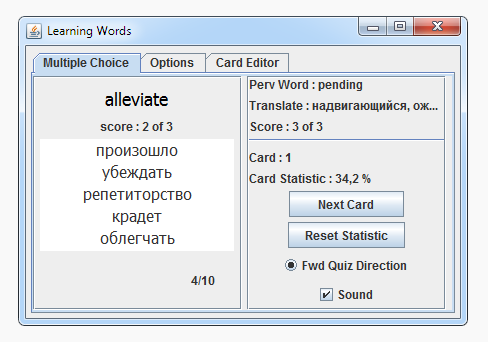 Learning Words
Multiple Choice
Options
Card Editor
alleviate
score : 2 of 3
произошло
убеждать
репетиторство
крадет
облегчать
4/10
Perv Word : pending
Translate : надвигающийся, ож...
Score : 3 of 3
Card : 1
Card Statistic : 34,2 %
Next Card
Reset Statistic
Fwd Quiz Direction
Sound